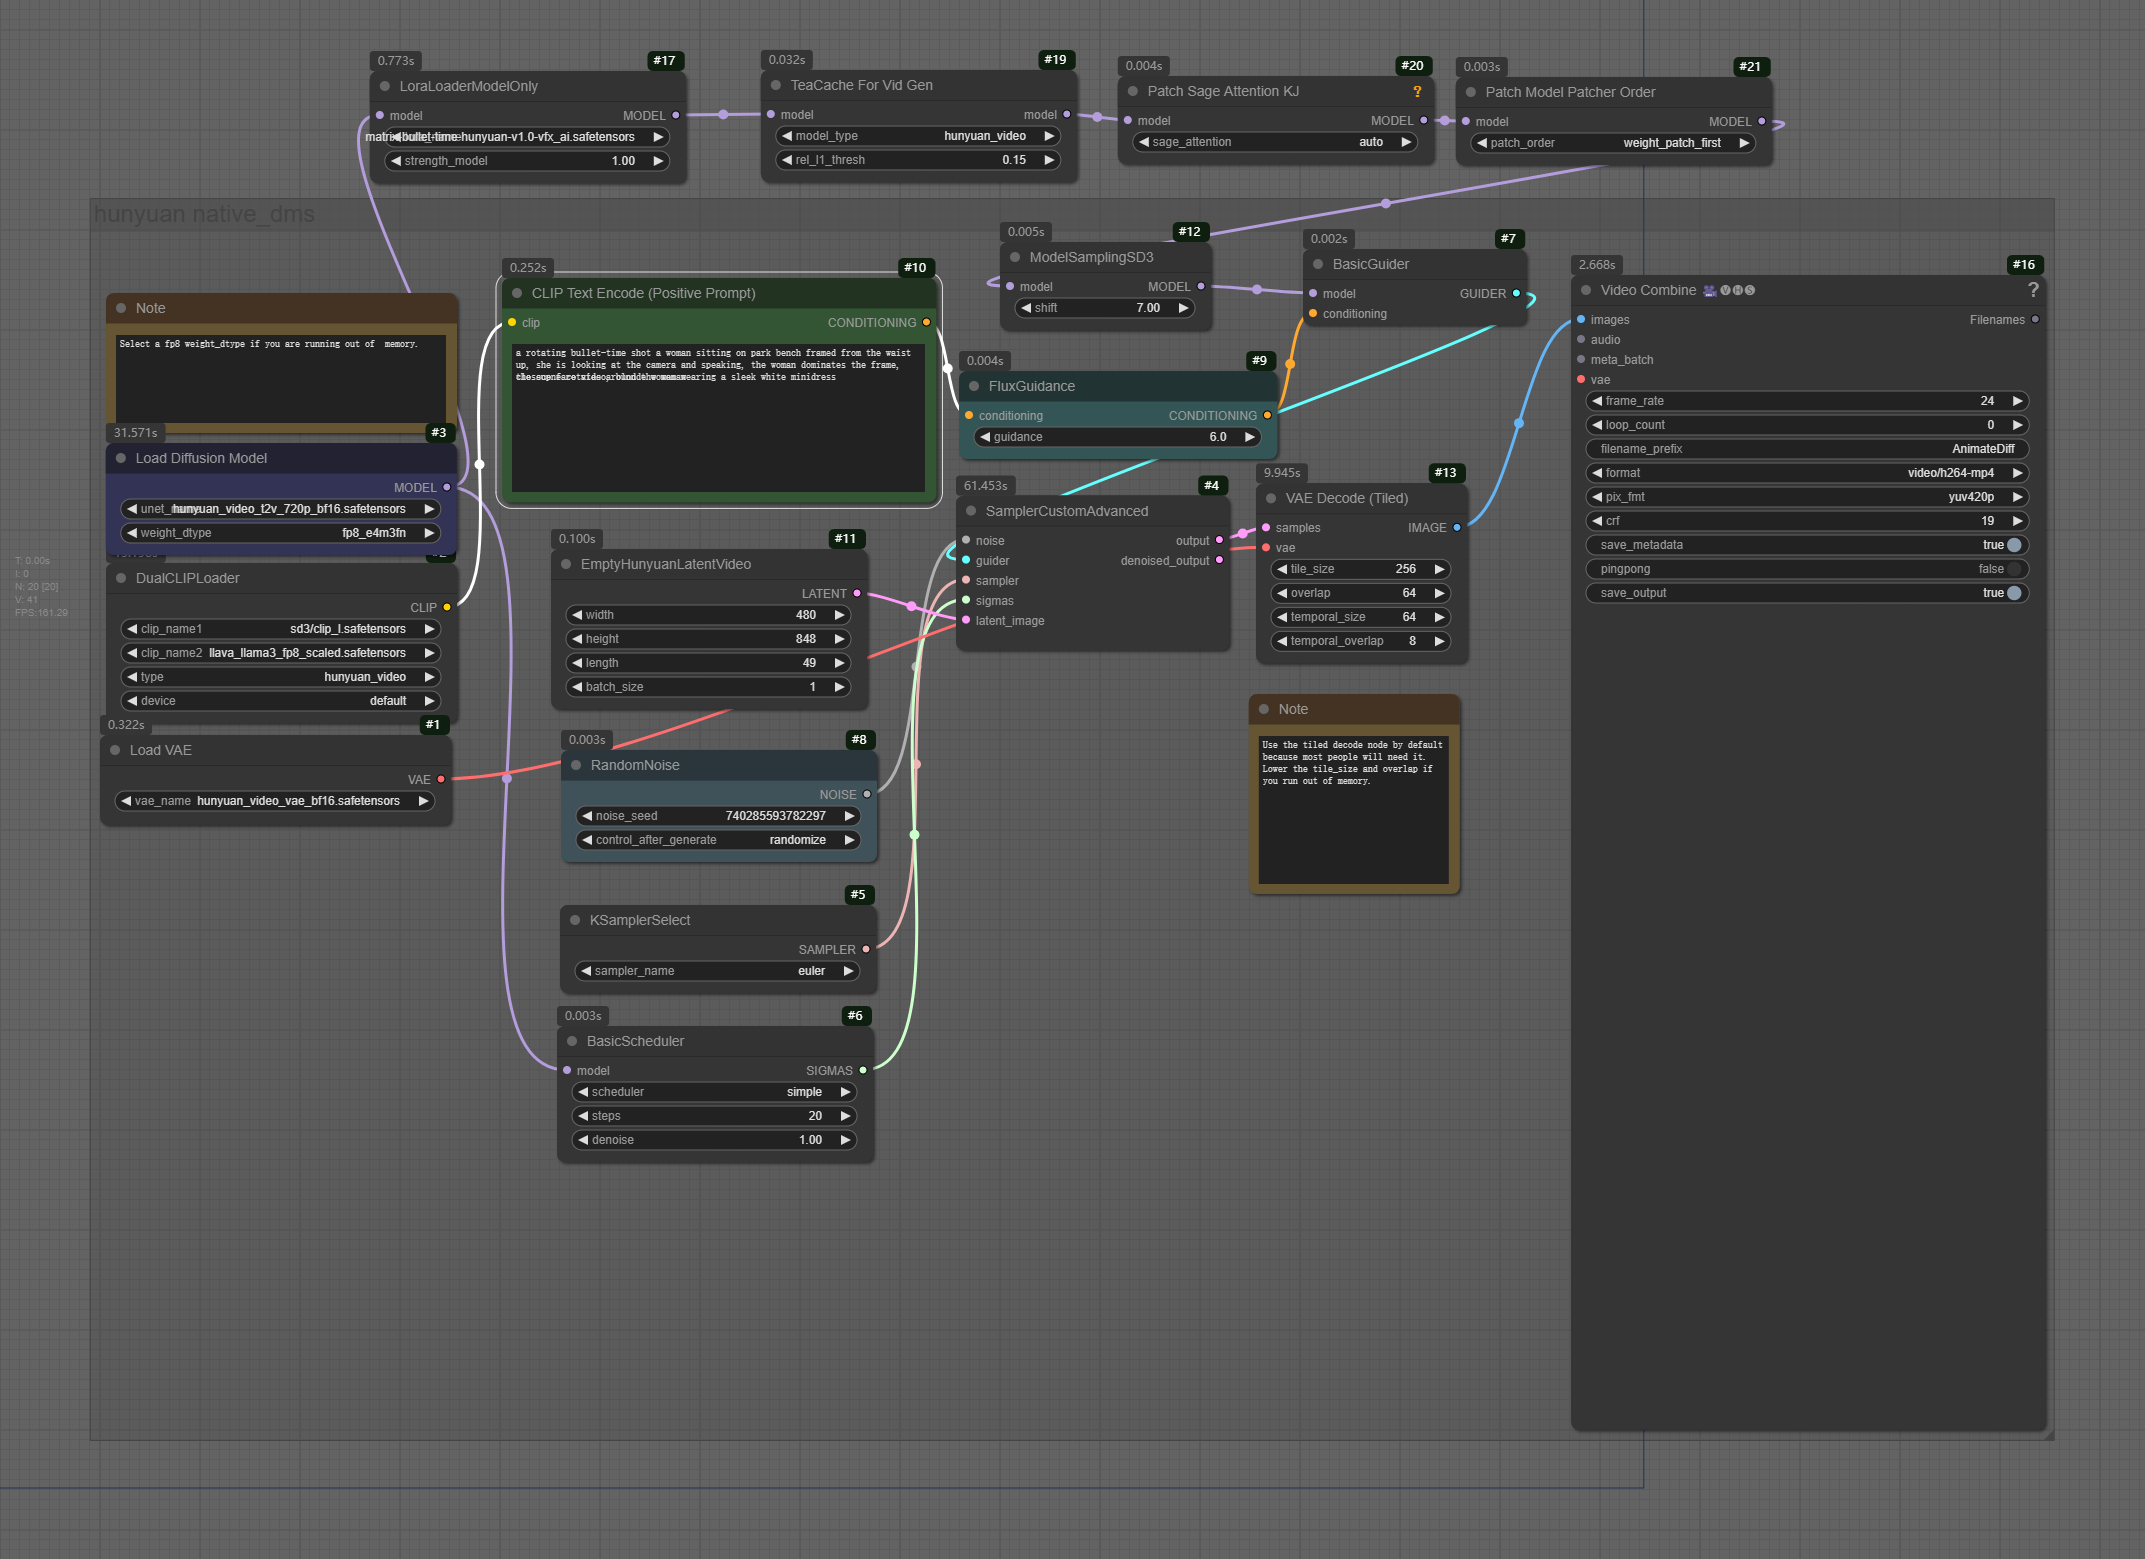 0.773s #17
LoraLoaderModelOnly
model MODEL
bullet-time-hunyuan-v1.0-vfx_ai.safetensors
strength_model 1.00
0.032s #19
TeaCache For Vid Gen
model model
model_type hunyuan_video
rel_l1_thresh 0.15
0.004s #20
Patch Sage Attention KJ ?
model MODEL
sage_attention auto
0.003s #21
Patch Model Patcher Order
model MODEL
patch_order weight_patch_first
hunyuan native_dms
Note
Select a fp8 weight_dtype if you are running out of memory.
31.571s #3
Load Diffusion Model
MODEL
hunyuan_video_t2v_720p_bf16.safetensors
weight_dtype fp8_e4m3fn
DualCLIPLoader
CLIP
clip_name1 sd3/clip_l.safetensors
clip_name2 llava_llama3_fp8_scaled.safetensors
type hunyuan_video
device default
0.322s #1
Load VAE
VAE
vae_name hunyuan_video_vae_bf16.safetensors
T: 0.00s
I: 0
N: 20 [20]
V: 41
FPS:161.29
0.252s #10
CLIP Text Encode (Positive Prompt)
clip CONDITIONING
a rotating bullet-time shot a woman sitting on park bench framed from the waist
up, she is looking at the camera and speaking, the woman dominates the frame,
wearing a sleek white minidress
0.100s #11
EmptyHunyuanLatentVideo
LATENT
width 480
height 848
length 49
batch_size 1
0.003s #8
RandomNoise
NOISE
noise_seed 740285593782297
control_after_generate randomize
#5
KSamplerSelect
SAMPLER
sampler_name euler
0.003s #6
BasicScheduler
model SIGMAS
scheduler simple
steps 20
denoise 1.00
0.005s #12
ModelSamplingSD3
model MODEL
shift 7.00
0.002s #7
BasicGuider
model GUIDER
conditioning
0.004s #9
FluxGuidance
conditioning CONDITIONING
guidance 6.0
61.453s #4
SamplerCustomAdvanced
noise output
guider denoised_output
sampler
sigmas
latent_image
9.945s #13
VAE Decode (Tiled)
samples IMAGE
vae
tile_size 256
overlap 64
temporal_size 64
temporal_overlap 8
Note
Use the tiled decode node by default
because most people will need it.
Lower the tile_size and overlap if
you run out of memory.
2.668s #16
Video Combine 🎥🅥🅗🅢 ?
images Filenames
audio
meta_batch
vae
frame_rate 24
loop_count 0
filename_prefix AnimateDiff
format video/h264-mp4
pix_fmt yuv420p
crf 19
save_metadata true
pingpong false
save_output true